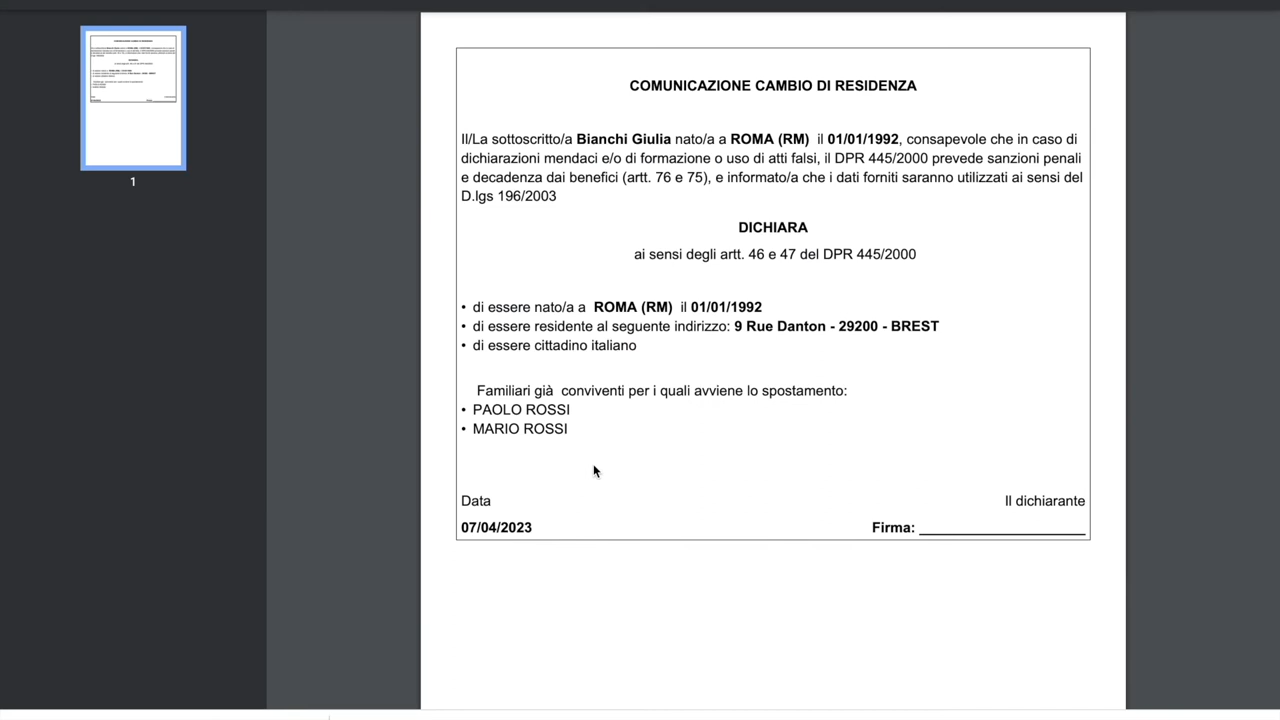 COMUNICAZIONE CAMBIO DI RESIDENZA
Il/La sottoscritto/a Bianchi Giulia nato/a a ROMA (RM) il 01/01/1992, consapevole che in caso di
dichiarazioni mendaci e/o di formazione o uso di atti falsi, il DPR 445/2000 prevede sanzioni penali
e decadenza dai benefici (artt. 76 e 75), e informato/a che i dati forniti saranno utilizzati ai sensi del
D.lgs 196/2003
DICHIARA
ai sensi degli artt. 46 e 47 del DPR 445/2000
• di essere nato/a a ROMA (RM) il 01/01/1992
• di essere residente al seguente indirizzo: 9 Rue Danton - 29200 - BREST
• di essere cittadino italiano
Familiari già conviventi per i quali avviene lo spostamento:
• PAOLO ROSSI
• MARIO ROSSI
Data Il dichiarante
07/04/2023 Firma: ____________________
1